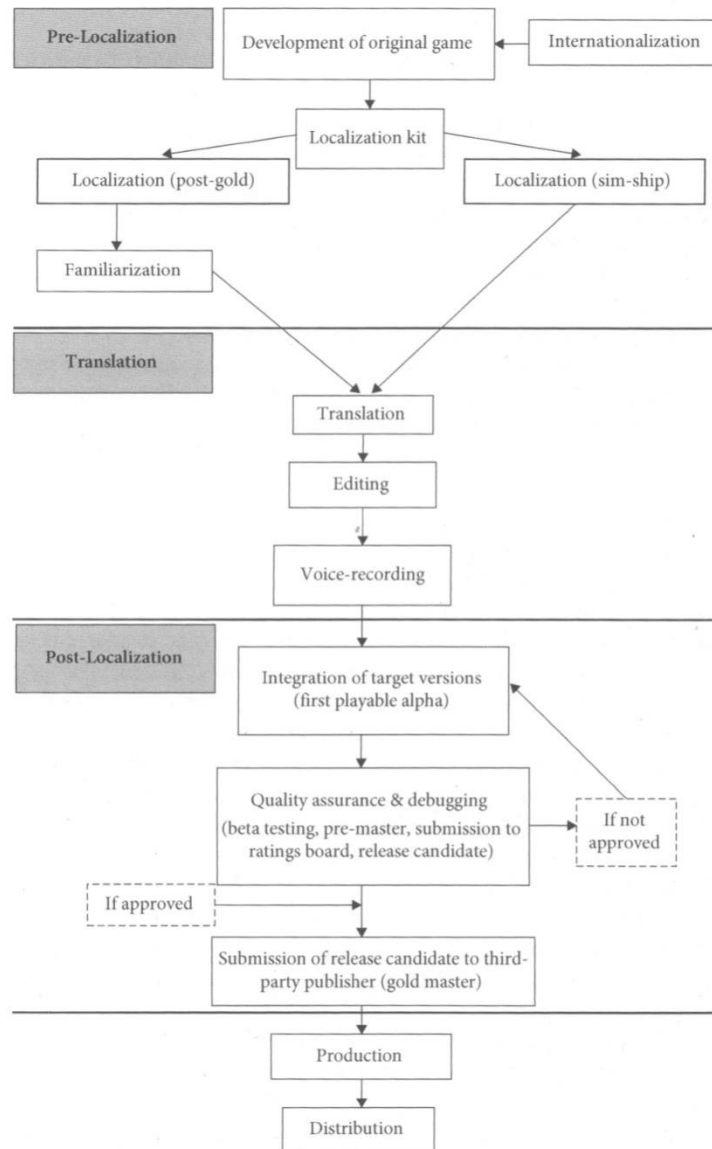 Pre-Localization
Development of original game
Internationalization
Localization kit
Localization (post-gold)
Localization (sim-ship)
Familiarization
Translation
Translation
Editing
Voice-recording
Post-Localization
Integration of target versions
(first playable alpha)
Quality assurance & debugging
(beta testing, pre-master, submission to
ratings board, release candidate)
If not
approved
If approved
Submission of release candidate to third-
party publisher (gold master)
Production
Distribution